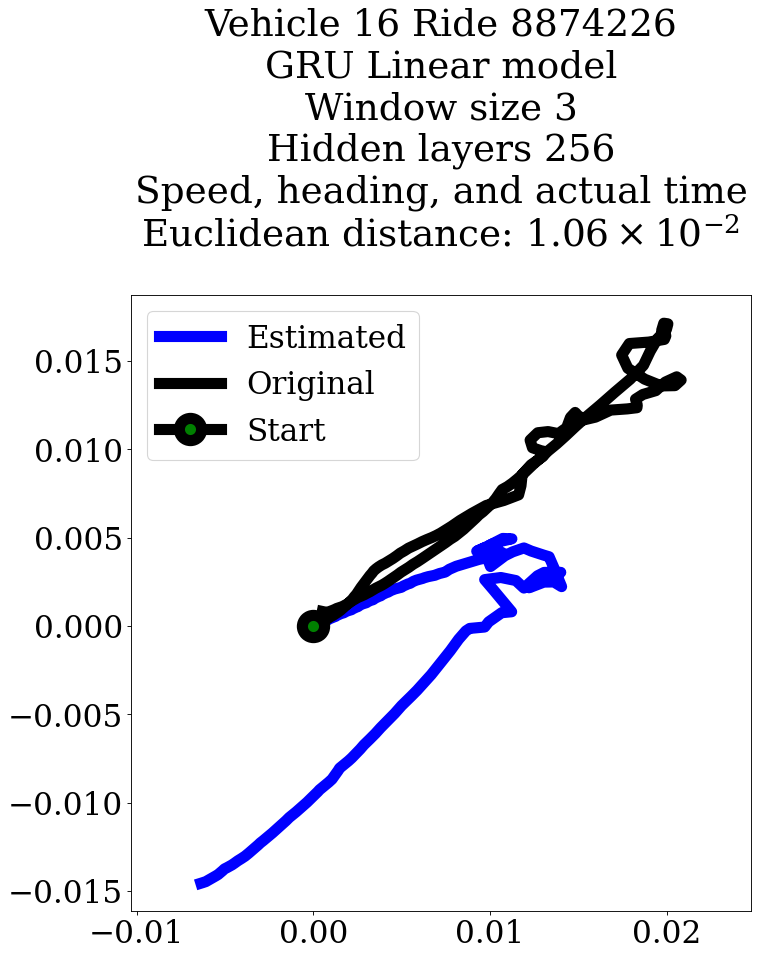 Vehicle 16 Ride 8874226
GRU Linear model
Window size 3
Hidden layers 256
Speed, heading, and actual time
Euclidean distance: 1.06 × 10⁻²
Estimated
Original
Start
0.015
0.010
0.005
0.000
−0.005
−0.010
−0.015
−0.01 0.00 0.01 0.02